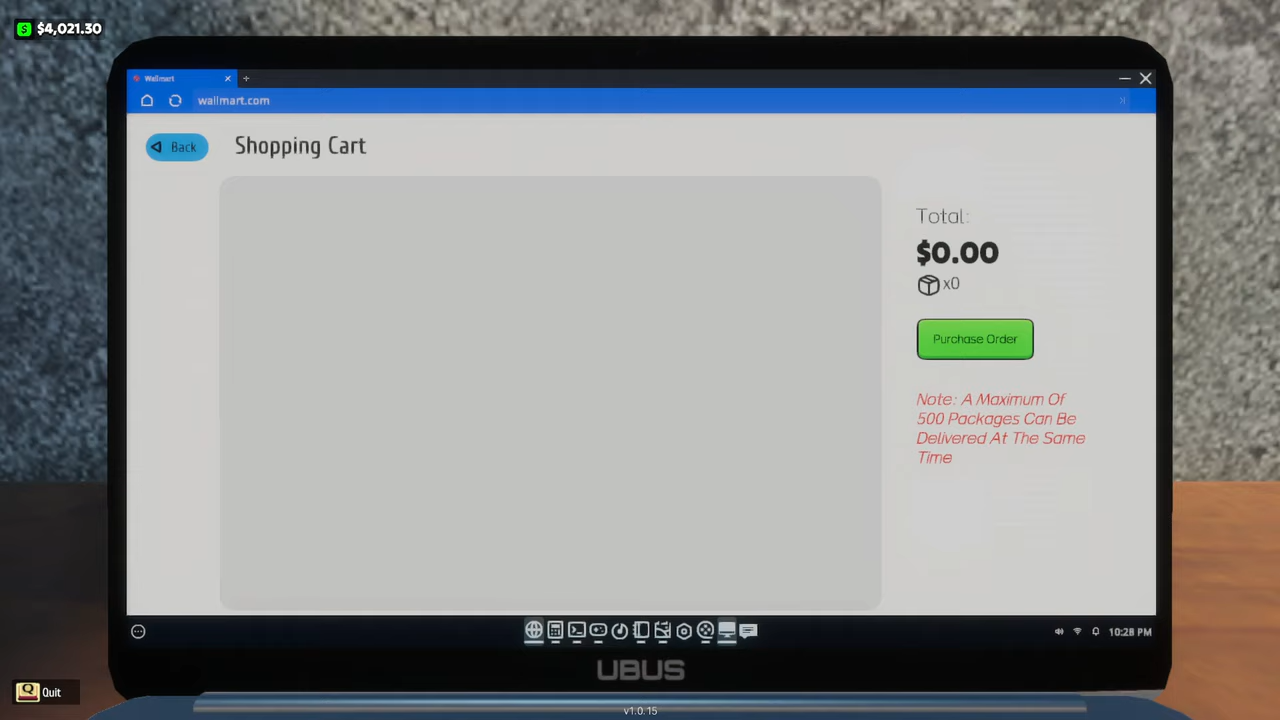 $4,021.30
Wallmart
wallmart.com
Back
Shopping Cart
Total:
$0.00
x0
Purchase Order
Note: A Maximum Of
500 Packages Can Be
Delivered At The Same
Time
10:28 PM
UBUS
Q Quit
v1.0.15